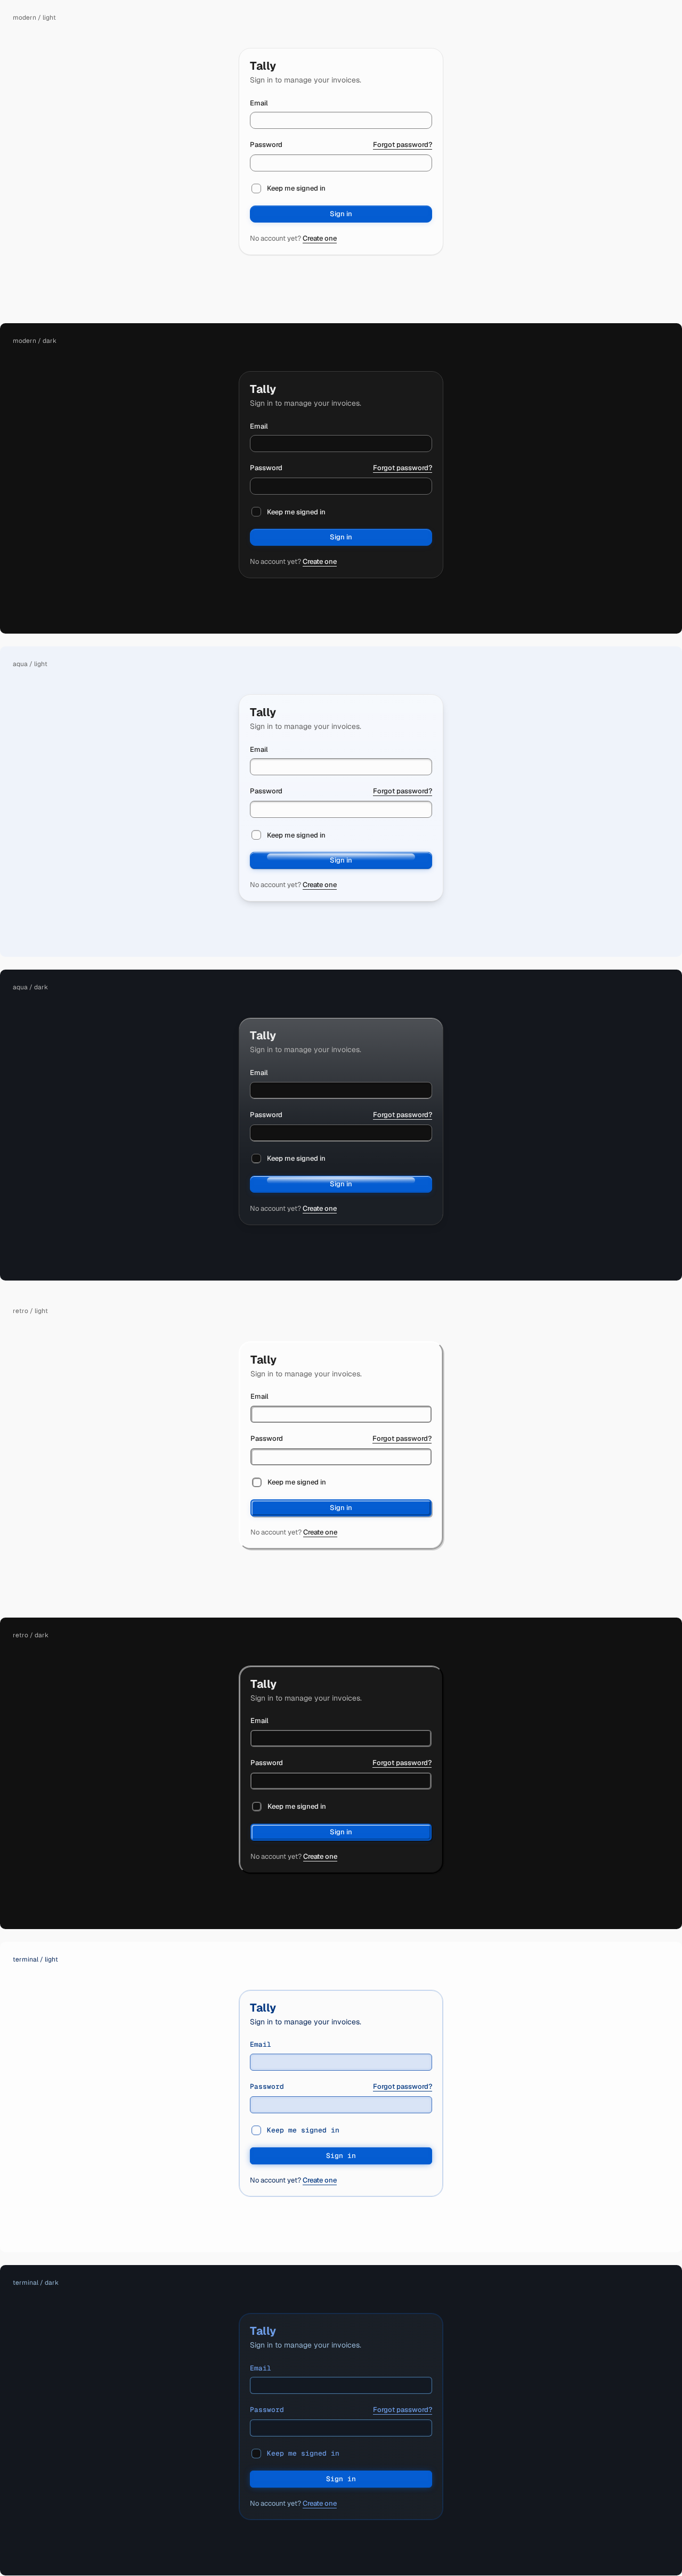 modern / light
Tally
Sign in to manage your invoices.
Email
Password
Forgot password?
Keep me signed in
Sign in
No account yet? Create one
modern / dark
Tally
Sign in to manage your invoices.
Email
Password
Forgot password?
Keep me signed in
Sign in
No account yet? Create one
aqua / light
Tally
Sign in to manage your invoices.
Email
Password
Forgot password?
Keep me signed in
Sign in
No account yet? Create one
aqua / dark
Tally
Sign in to manage your invoices.
Email
Password
Forgot password?
Keep me signed in
Sign in
No account yet? Create one
retro / light
Tally
Sign in to manage your invoices.
Email
Password
Forgot password?
Keep me signed in
Sign in
No account yet? Create one
retro / dark
Tally
Sign in to manage your invoices.
Email
Password
Forgot password?
Keep me signed in
Sign in
No account yet? Create one
terminal / light
Tally
Sign in to manage your invoices.
Email
Password
Forgot password?
Keep me signed in
Sign in
No account yet? Create one
terminal / dark
Tally
Sign in to manage your invoices.
Email
Password
Forgot password?
Keep me signed in
Sign in
No account yet? Create one